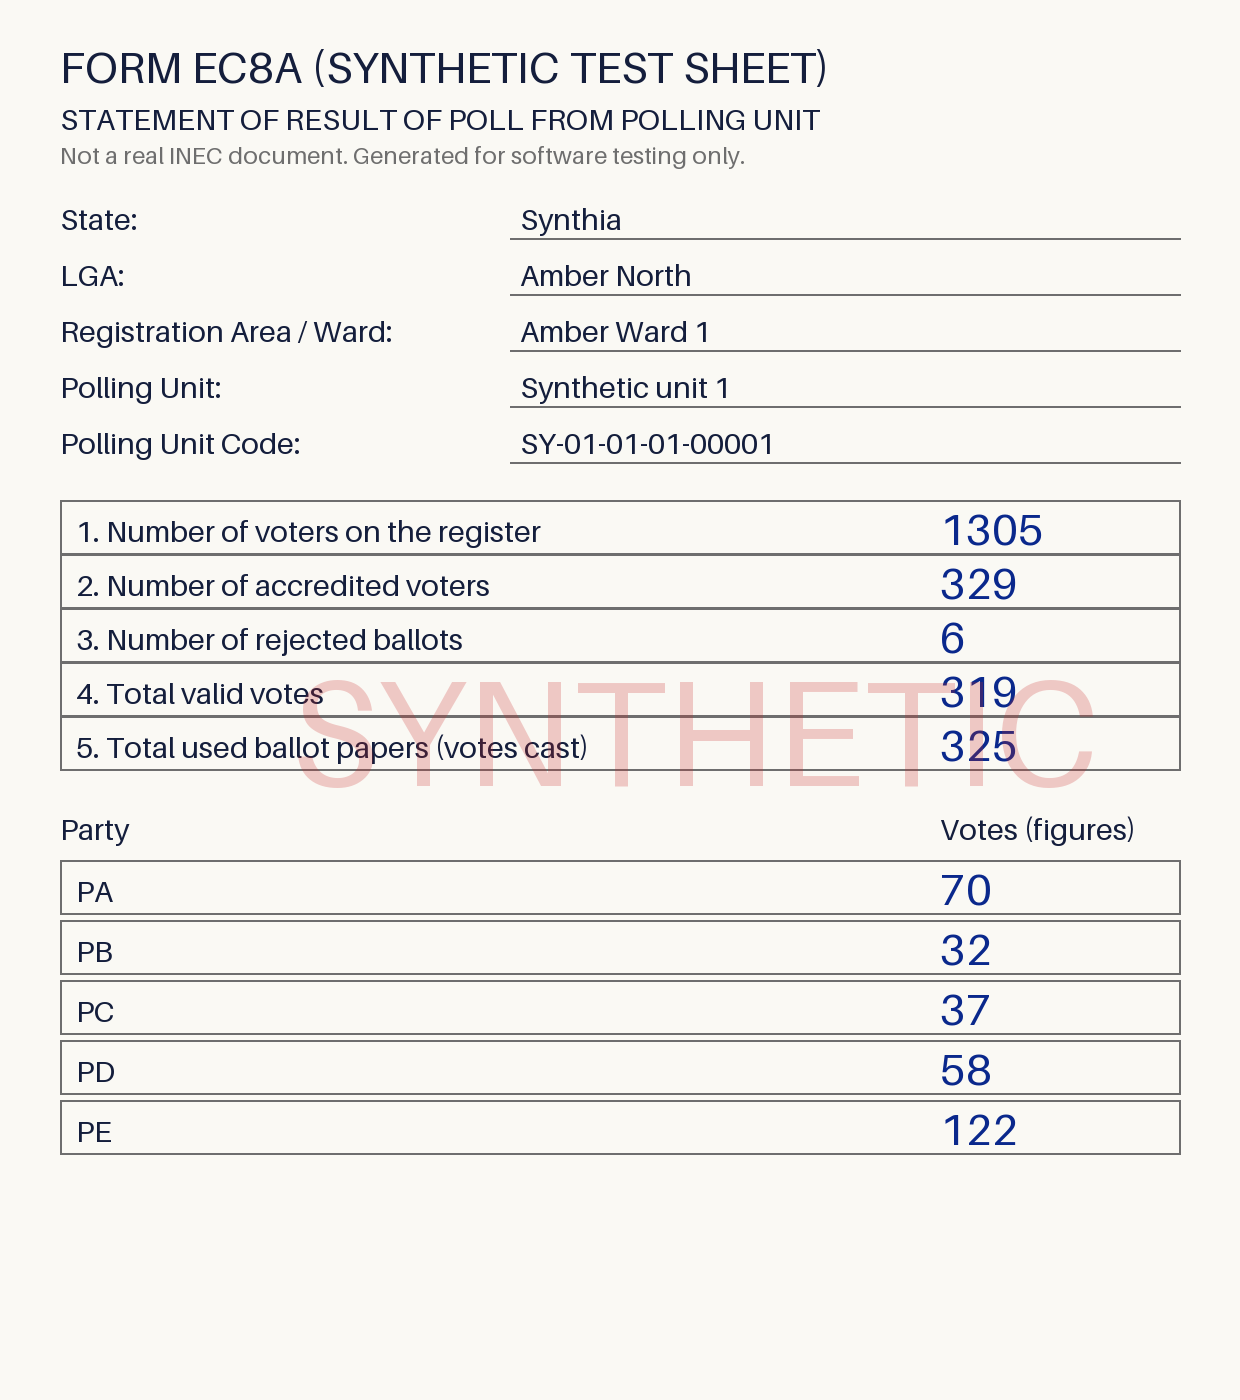 FORM EC8A (SYNTHETIC TEST SHEET)
STATEMENT OF RESULT OF POLL FROM POLLING UNIT
Not a real INEC document. Generated for software testing only.
State: Synthia
LGA: Amber North
Registration Area / Ward: Amber Ward 1
Polling Unit: Synthetic unit 1
Polling Unit Code: SY-01-01-01-00001
1. Number of voters on the register 1305
2. Number of accredited voters 329
3. Number of rejected ballots 6
4. Total valid votes 319
5. Total used ballot papers (votes cast) 325
SYNTHETIC
Party Votes (figures)
PA 70
PB 32
PC 37
PD 58
PE 122